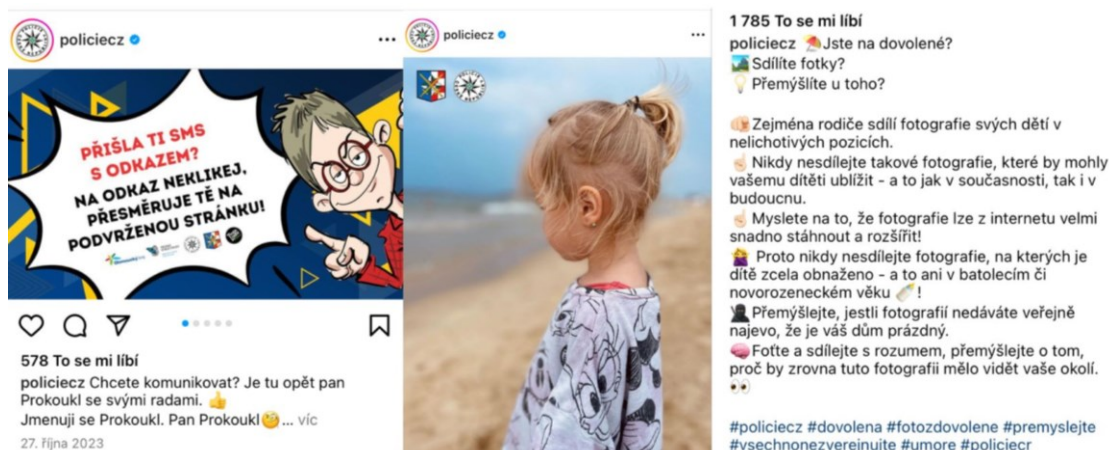 policiecz
PŘIŠLA TI SMS
S ODKAZEM?
NA ODKAZ NEKLIKEJ,
PŘESMĚRUJE TĚ NA
PODVRŽENOU STRÁNKU!
578 To se mi líbí
policiecz Chcete komunikovat? Je tu opět pan
Prokoukl se svými radami. 👍
Jmenuji se Prokoukl. Pan Prokoukl🧐... víc
27. října 2023
policiecz
1 785 To se mi líbí
policiecz ⛱️Jste na dovolené?
🏞️Sdílíte fotky?
💡Přemýšlíte u toho?
🫵🏻Zejména rodiče sdílí fotografie svých dětí v
nelichotivých pozicích.
☝🏻Nikdy nesdílejte takové fotografie, které by mohly
vašemu dítěti ublížit - a to jak v současnosti, tak i v
budoucnu.
☝🏻Myslete na to, že fotografie lze z internetu velmi
snadno stáhnout a rozšířit!
🙅‍♀️ Proto nikdy nesdílejte fotografie, na kterých je
dítě zcela obnaženo - a to ani v batolecím či
novorozeneckém věku 🍼!
👤Přemýšlejte, jestli fotografií nedáváte veřejně
najevo, že je váš dům prázdný.
🧠Foťte a sdílejte s rozumem, přemýšlejte o tom,
proč by zrovna tuto fotografii mělo vidět vaše okolí.
👀
#policiecz #dovolena #fotozdovolene #premyslejte
#vsechnonezverejnujte #umore #policiecr